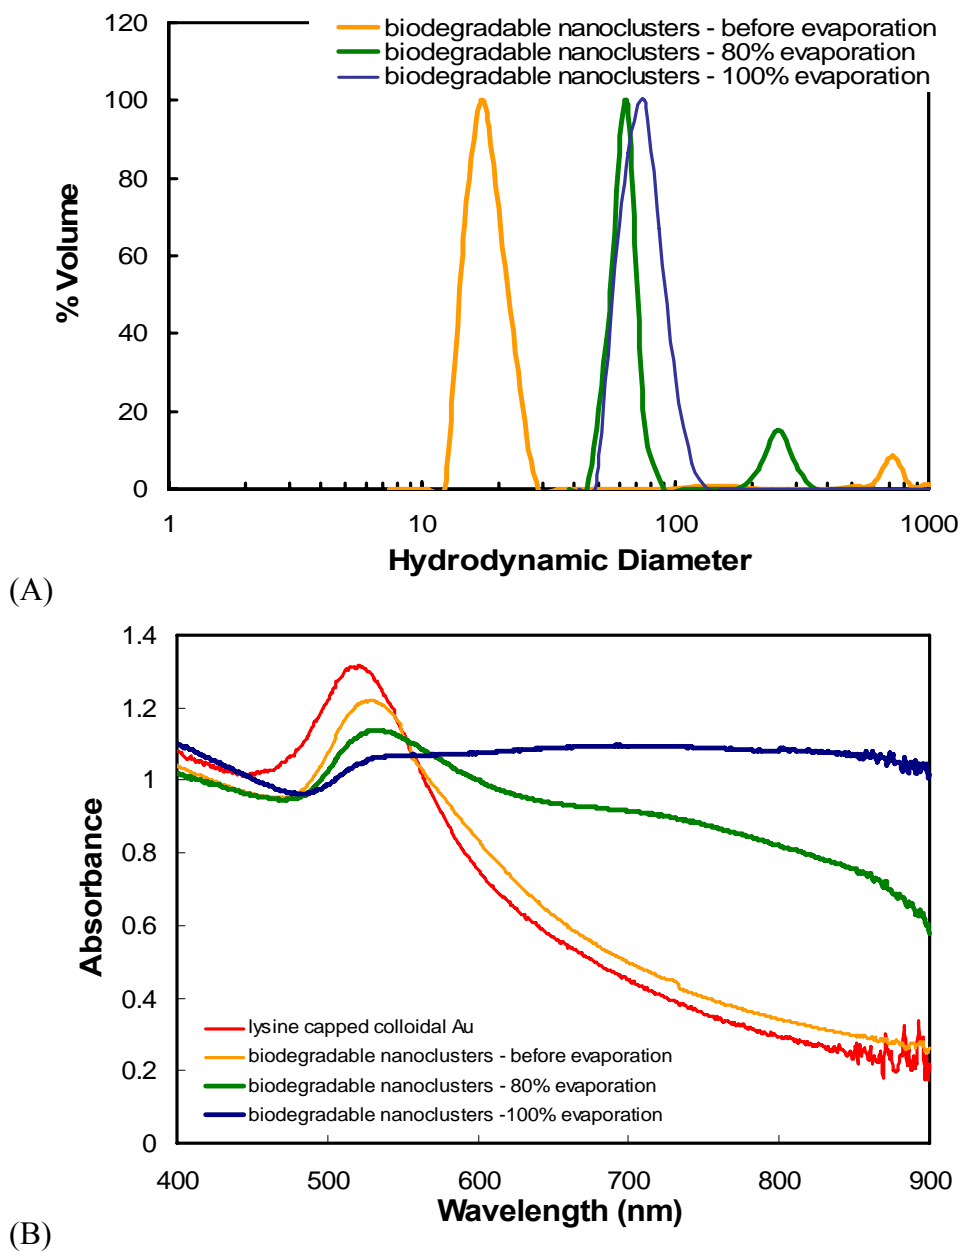 120
100
80
60
40
20
0
% Volume
biodegradable nanoclusters - before evaporation
biodegradable nanoclusters - 80% evaporation
biodegradable nanoclusters - 100% evaporation
1
10
100
1000
Hydrodynamic Diameter
(A)
1.4
1.2
1
0.8
0.6
0.4
0.2
0
Absorbance
lysine capped colloidal Au
biodegradable nanoclusters - before evaporation
biodegradable nanoclusters - 80% evaporation
biodegradable nanoclusters -100% evaporation
400
500
600
700
800
900
Wavelength (nm)
(B)